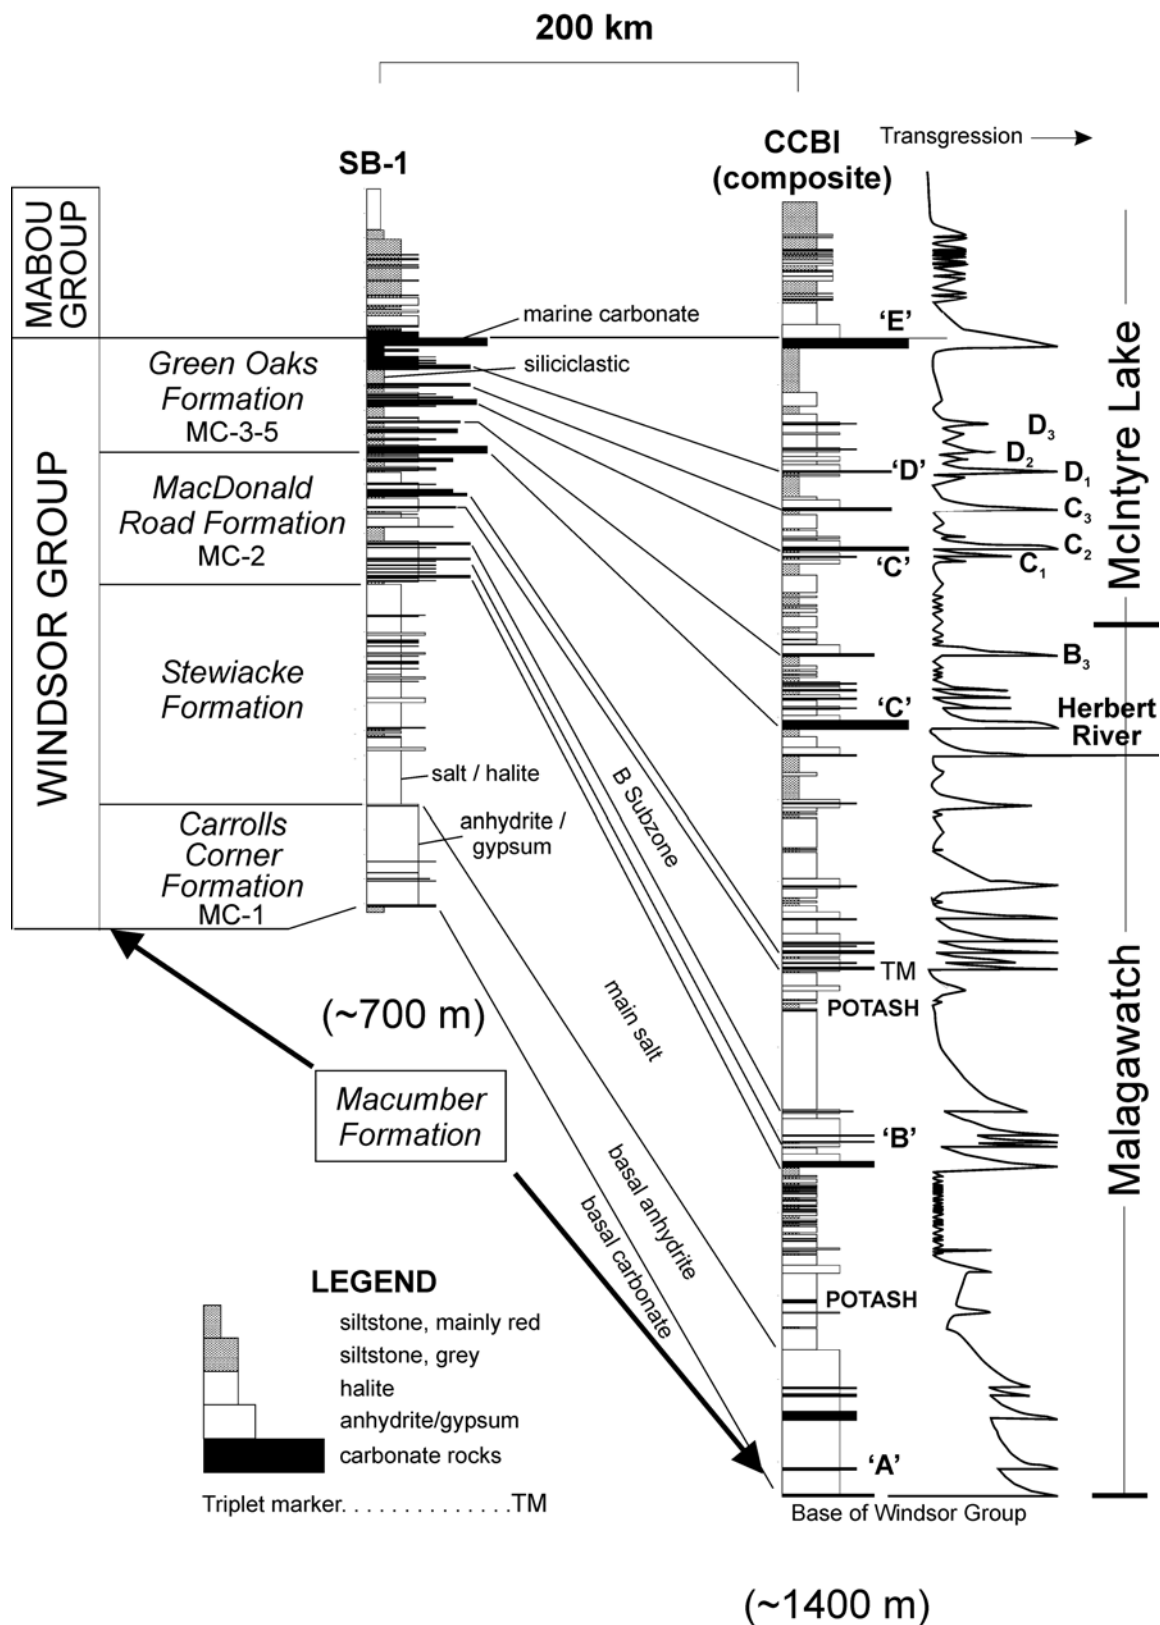 200 km
Transgression
SB-1
CCBI
(composite)
MABOU
GROUP
WINDSOR GROUP
Green Oaks
Formation
MC-3-5
MacDonald
Road Formation
MC-2
Stewiacke
Formation
Carrolls
Corner
Formation
MC-1
marine carbonate
siliciclastic
salt / halite
anhydrite /
gypsum
(~700 m)
Macumber
Formation
B Subzone
main salt
basal anhydrite
basal carbonate
'E'
'D'
'C'
'C'
TM
POTASH
'B'
POTASH
'A'
Base of Windsor Group
D3
D2
D1
C3
C2
C1
B3
Herbert
River
McIntyre Lake
Malagawatch
LEGEND
siltstone, mainly red
siltstone, grey
halite
anhydrite/gypsum
carbonate rocks
Triplet marker. . . . . . . . . . . . . .TM
(~1400 m)